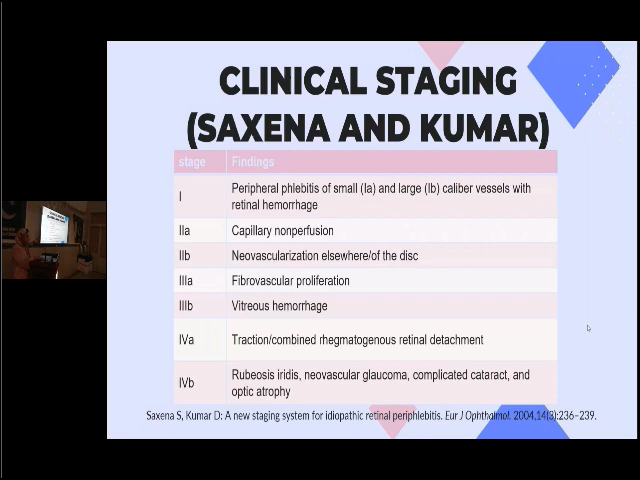 CLINICAL STAGING
(SAXENA AND KUMAR)
stage Findings
I Peripheral phlebitis of small (Ia) and large (Ib) caliber vessels with
retinal hemorrhage
IIa Capillary nonperfusion
IIb Neovascularization elsewhere/of the disc
IIIa Fibrovascular proliferation
IIIb Vitreous hemorrhage
IVa Traction/combined rhegmatogenous retinal detachment
IVb Rubeosis iridis, neovascular glaucoma, complicated cataract, and
optic atrophy
Saxena S, Kumar D: A new staging system for idiopathic retinal periphlebitis. Eur J Ophthalmol. 2004,14(3):236–239.